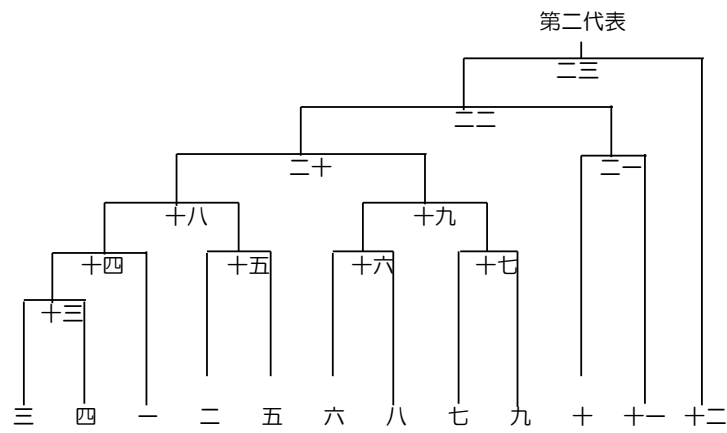 第二代表
二三
二二
二十
二一
十八
十九
十四
十五
十六
十七
十三
三 四 一 二 五 六 八 七 九 十 十一 十二